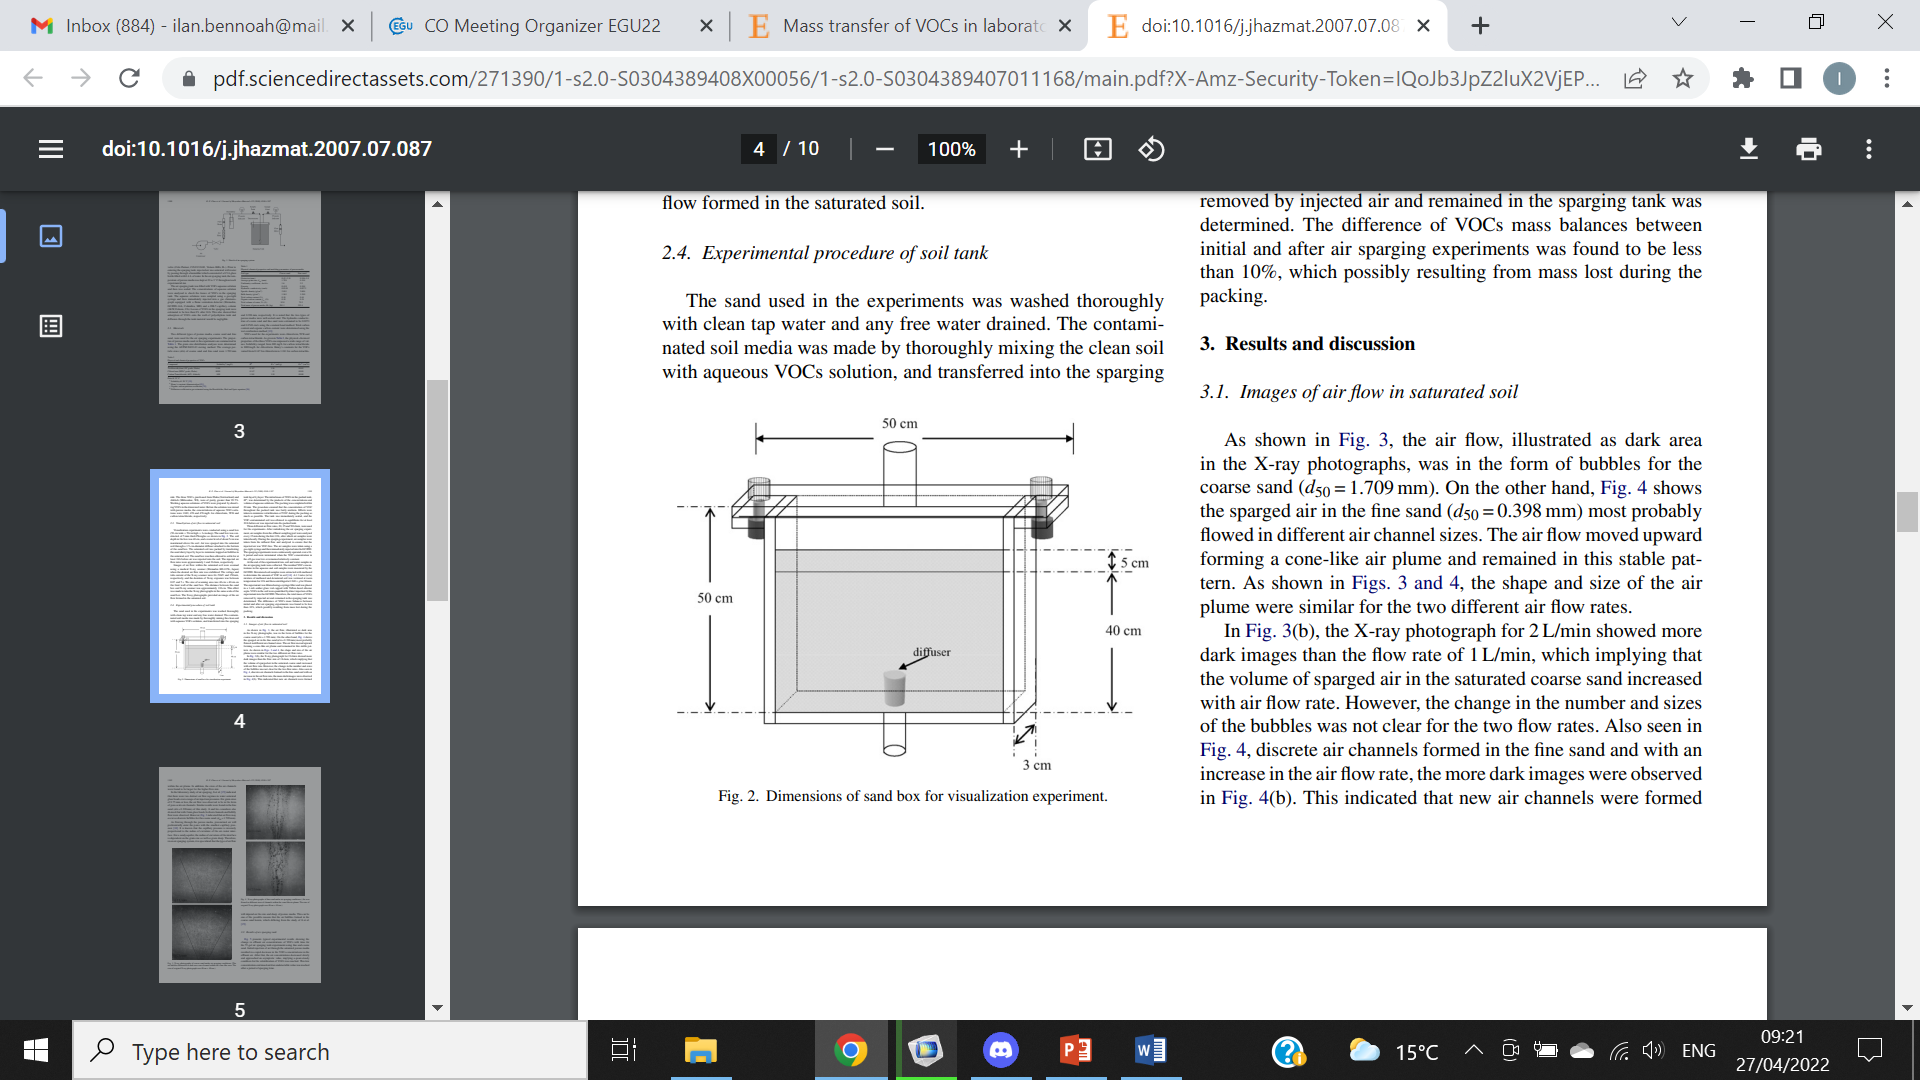 Inbox (884) - ilan.bennoah@mail.
CO Meeting Organizer EGU22
Mass transfer of VOCs in laborato
doi:10.1016/j.jhazmat.2007.07.08
pdf.sciencedirectassets.com/271390/1-s2.0-S0304389408X00056/1-s2.0-S0304389407011168/main.pdf?X-Amz-Security-Token=IQoJb3JpZ2luX2VjEP...
I
doi:10.1016/j.jhazmat.2007.07.087
4 / 10
100%
3
4
5
flow formed in the saturated soil.
2.4. Experimental procedure of soil tank
The sand used in the experiments was washed thoroughly
with clean tap water and any free water drained. The contami-
nated soil media was made by thoroughly mixing the clean soil
with aqueous VOCs solution, and transferred into the sparging
50 cm
5 cm
50 cm
40 cm
diffuser
3 cm
Fig. 2. Dimensions of sand box for visualization experiment.
removed by injected air and remained in the sparging tank was
determined. The difference of VOCs mass balances between
initial and after air sparging experiments was found to be less
than 10%, which possibly resulting from mass lost during the
packing.
3. Results and discussion
3.1. Images of air flow in saturated soil
As shown in Fig. 3, the air flow, illustrated as dark area
in the X-ray photographs, was in the form of bubbles for the
coarse sand (d50 = 1.709 mm). On the other hand, Fig. 4 shows
the sparged air in the fine sand (d50 = 0.398 mm) most probably
flowed in different air channel sizes. The air flow moved upward
forming a cone-like air plume and remained in this stable pat-
tern. As shown in Figs. 3 and 4, the shape and size of the air
plume were similar for the two different air flow rates.
In Fig. 3(b), the X-ray photograph for 2 L/min showed more
dark images than the flow rate of 1 L/min, which implying that
the volume of sparged air in the saturated coarse sand increased
with air flow rate. However, the change in the number and sizes
of the bubbles was not clear for the two flow rates. Also seen in
Fig. 4, discrete air channels formed in the fine sand and with an
increase in the air flow rate, the more dark images were observed
in Fig. 4(b). This indicated that new air channels were formed
Type here to search
15°C
ENG
09:21
27/04/2022